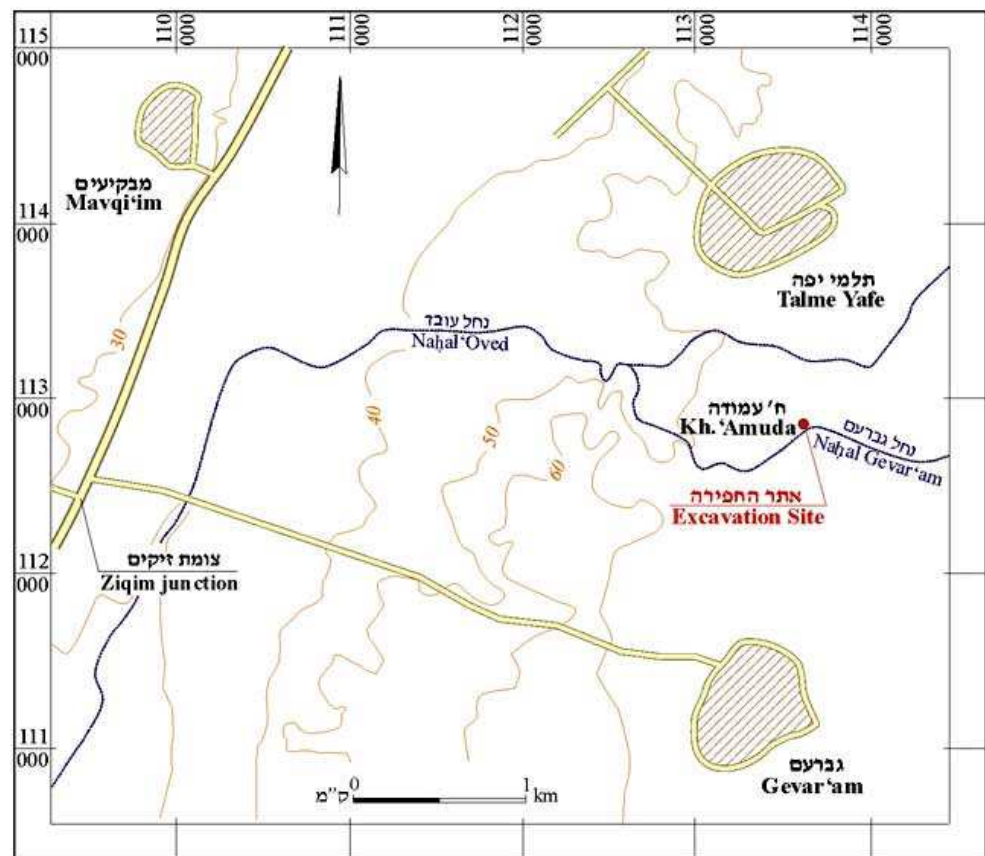 110 000
111 000
112 000
113 000
114 000
115 000
114 000
113 000
112 000
111 000
מבקיעים
Mavqi‘im
תלמי יפה
Talme Yafe
נחל עובד
Naḥal ‘Oved
30
40
50
60
ח' עמודה
Kh. ‘Amuda
נחל גברעם
Naḥal Gevar‘am
אתר החפירה
Excavation Site
צומת זיקים
Ziqim junction
גברעם
Gevar‘am
0 1
ק"מ km